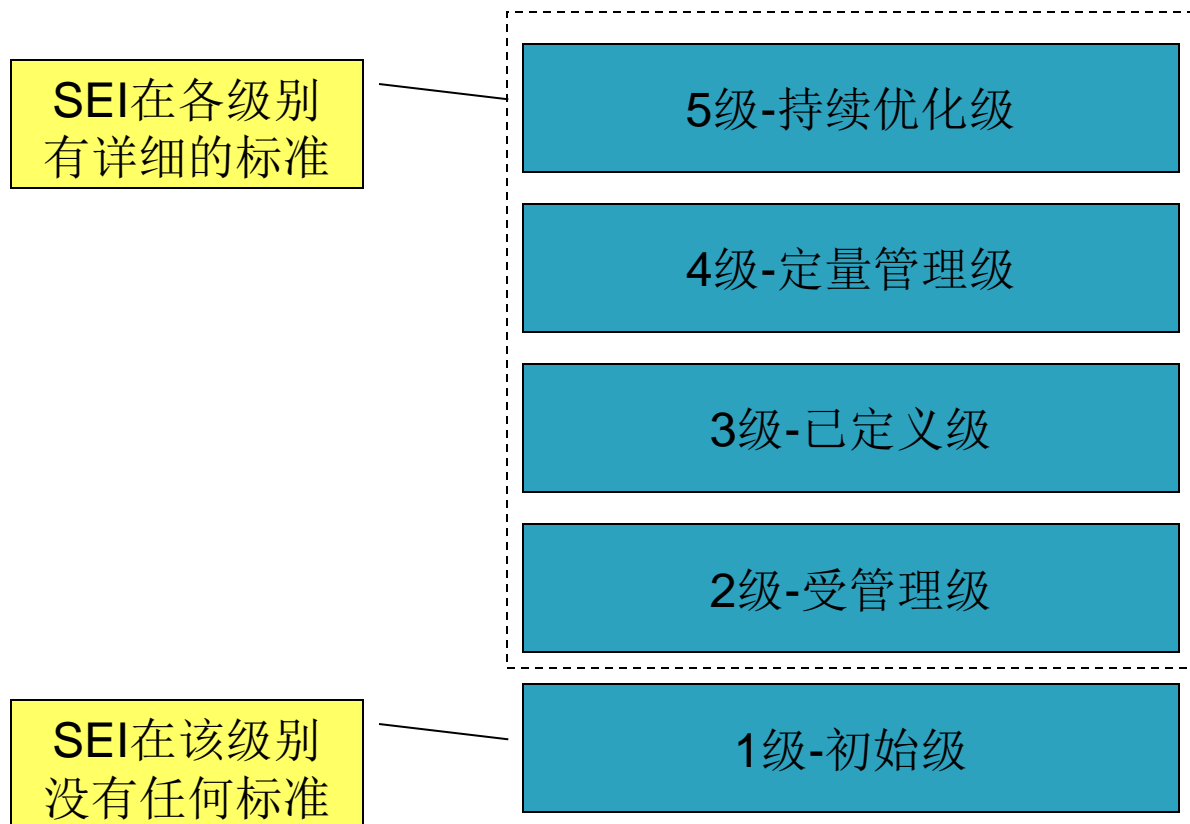 SEI在各级别
有详细的标准
5级-持续优化级
4级-定量管理级
3级-已定义级
2级-受管理级
SEI在该级别
没有任何标准
1级-初始级